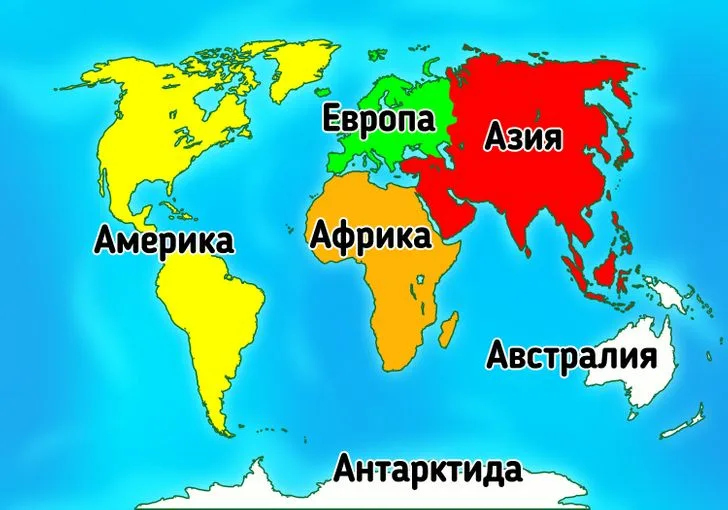 Европа
Азия
Америка
Африка
Австралия
Антарктида